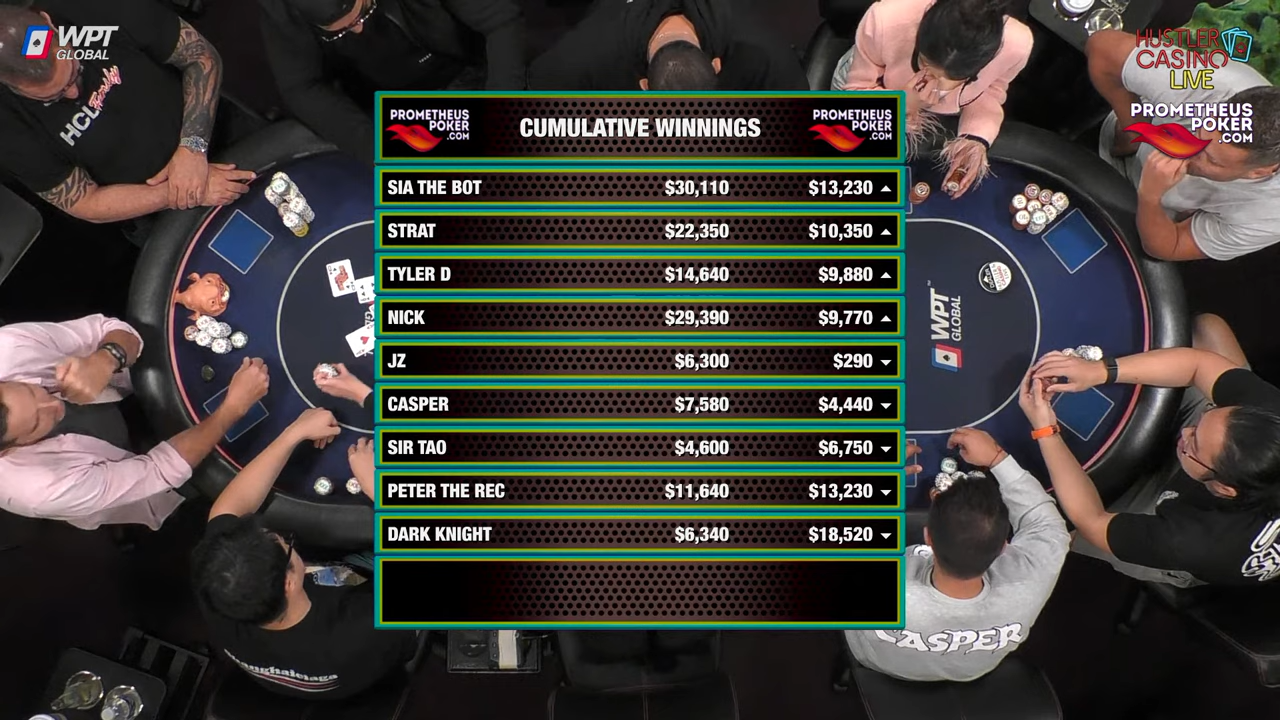 WPT
GLOBAL
HUSTLER
CASINO
LIVE
PROMETHEUS
POKER
.COM
HCL
PROMETHEUS
POKER
.COM
CUMULATIVE WINNINGS
PROMETHEUS
POKER
.COM
SIA THE BOT $30,110 $13,230 ▲
STRAT $22,350 $10,350 ▲
TYLER D $14,640 $9,880 ▲
NICK $29,390 $9,770 ▲
JZ $6,300 $290 ▼
CASPER $7,580 $4,440 ▼
SIR TAO $4,600 $6,750 ▼
PETER THE REC $11,640 $13,230 ▼
DARK KNIGHT $6,340 $18,520 ▼
WPT
GLOBAL
CASPER